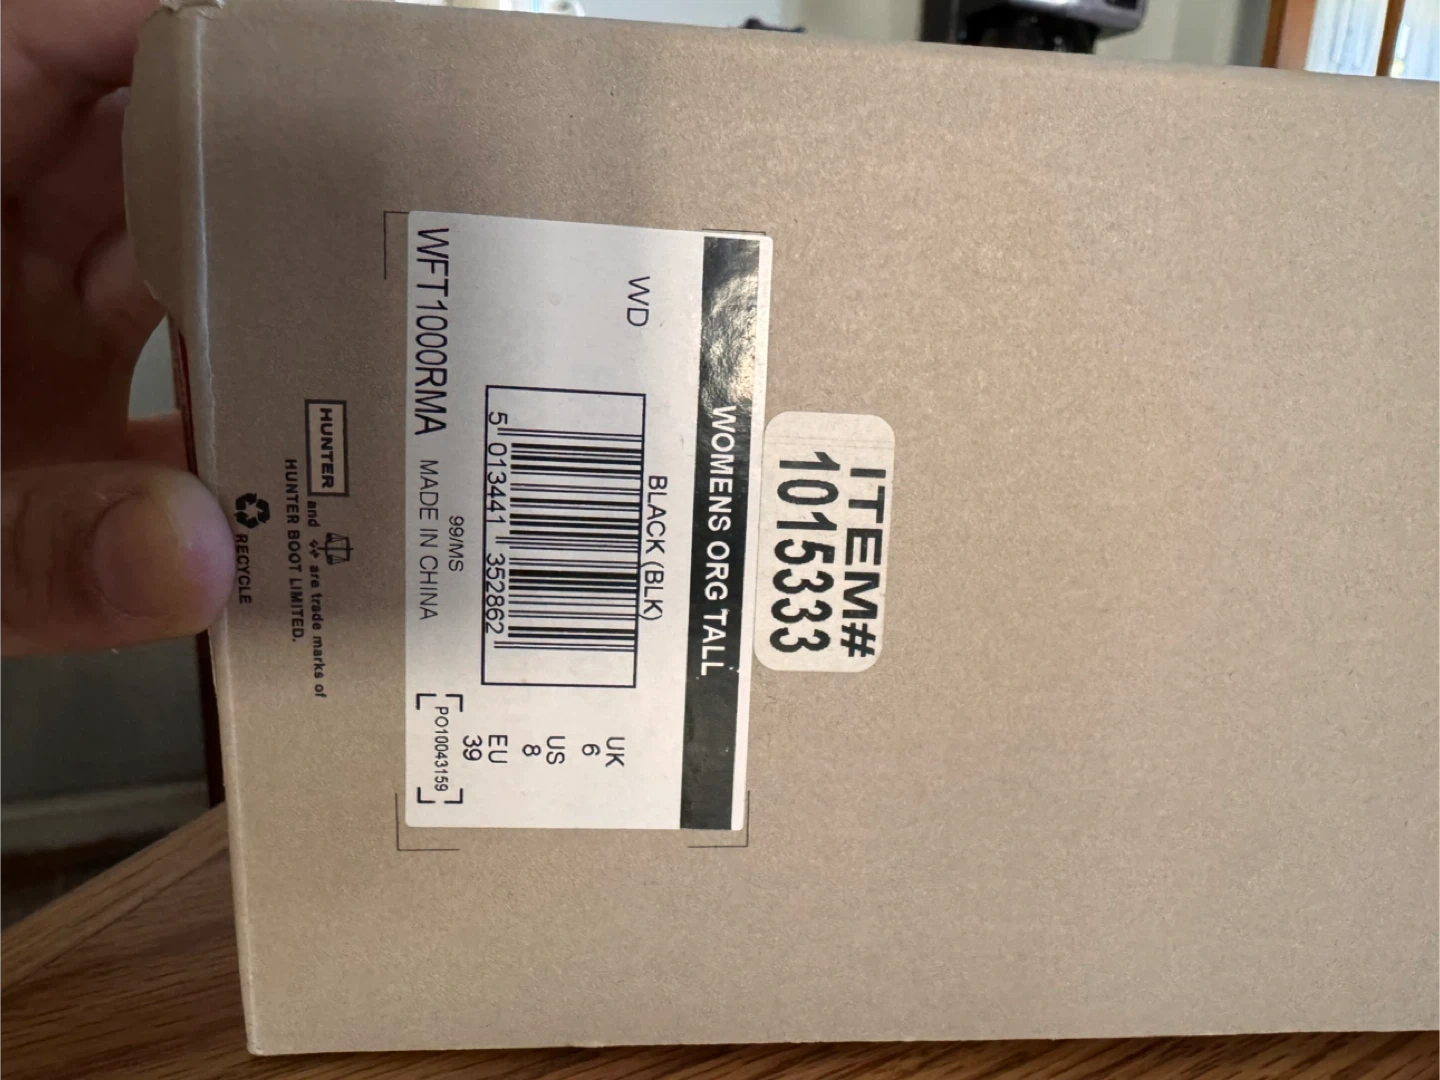 ITEM#
1015333
WOMENS ORG TALL
BLACK (BLK)
WD
UK
6
US
8
EU
39
5 013441 352862
99/MS
WFT1000RMA MADE IN CHINA
PO10043159
HUNTER and are trade marks of
HUNTER BOOT LIMITED.
RECYCLE